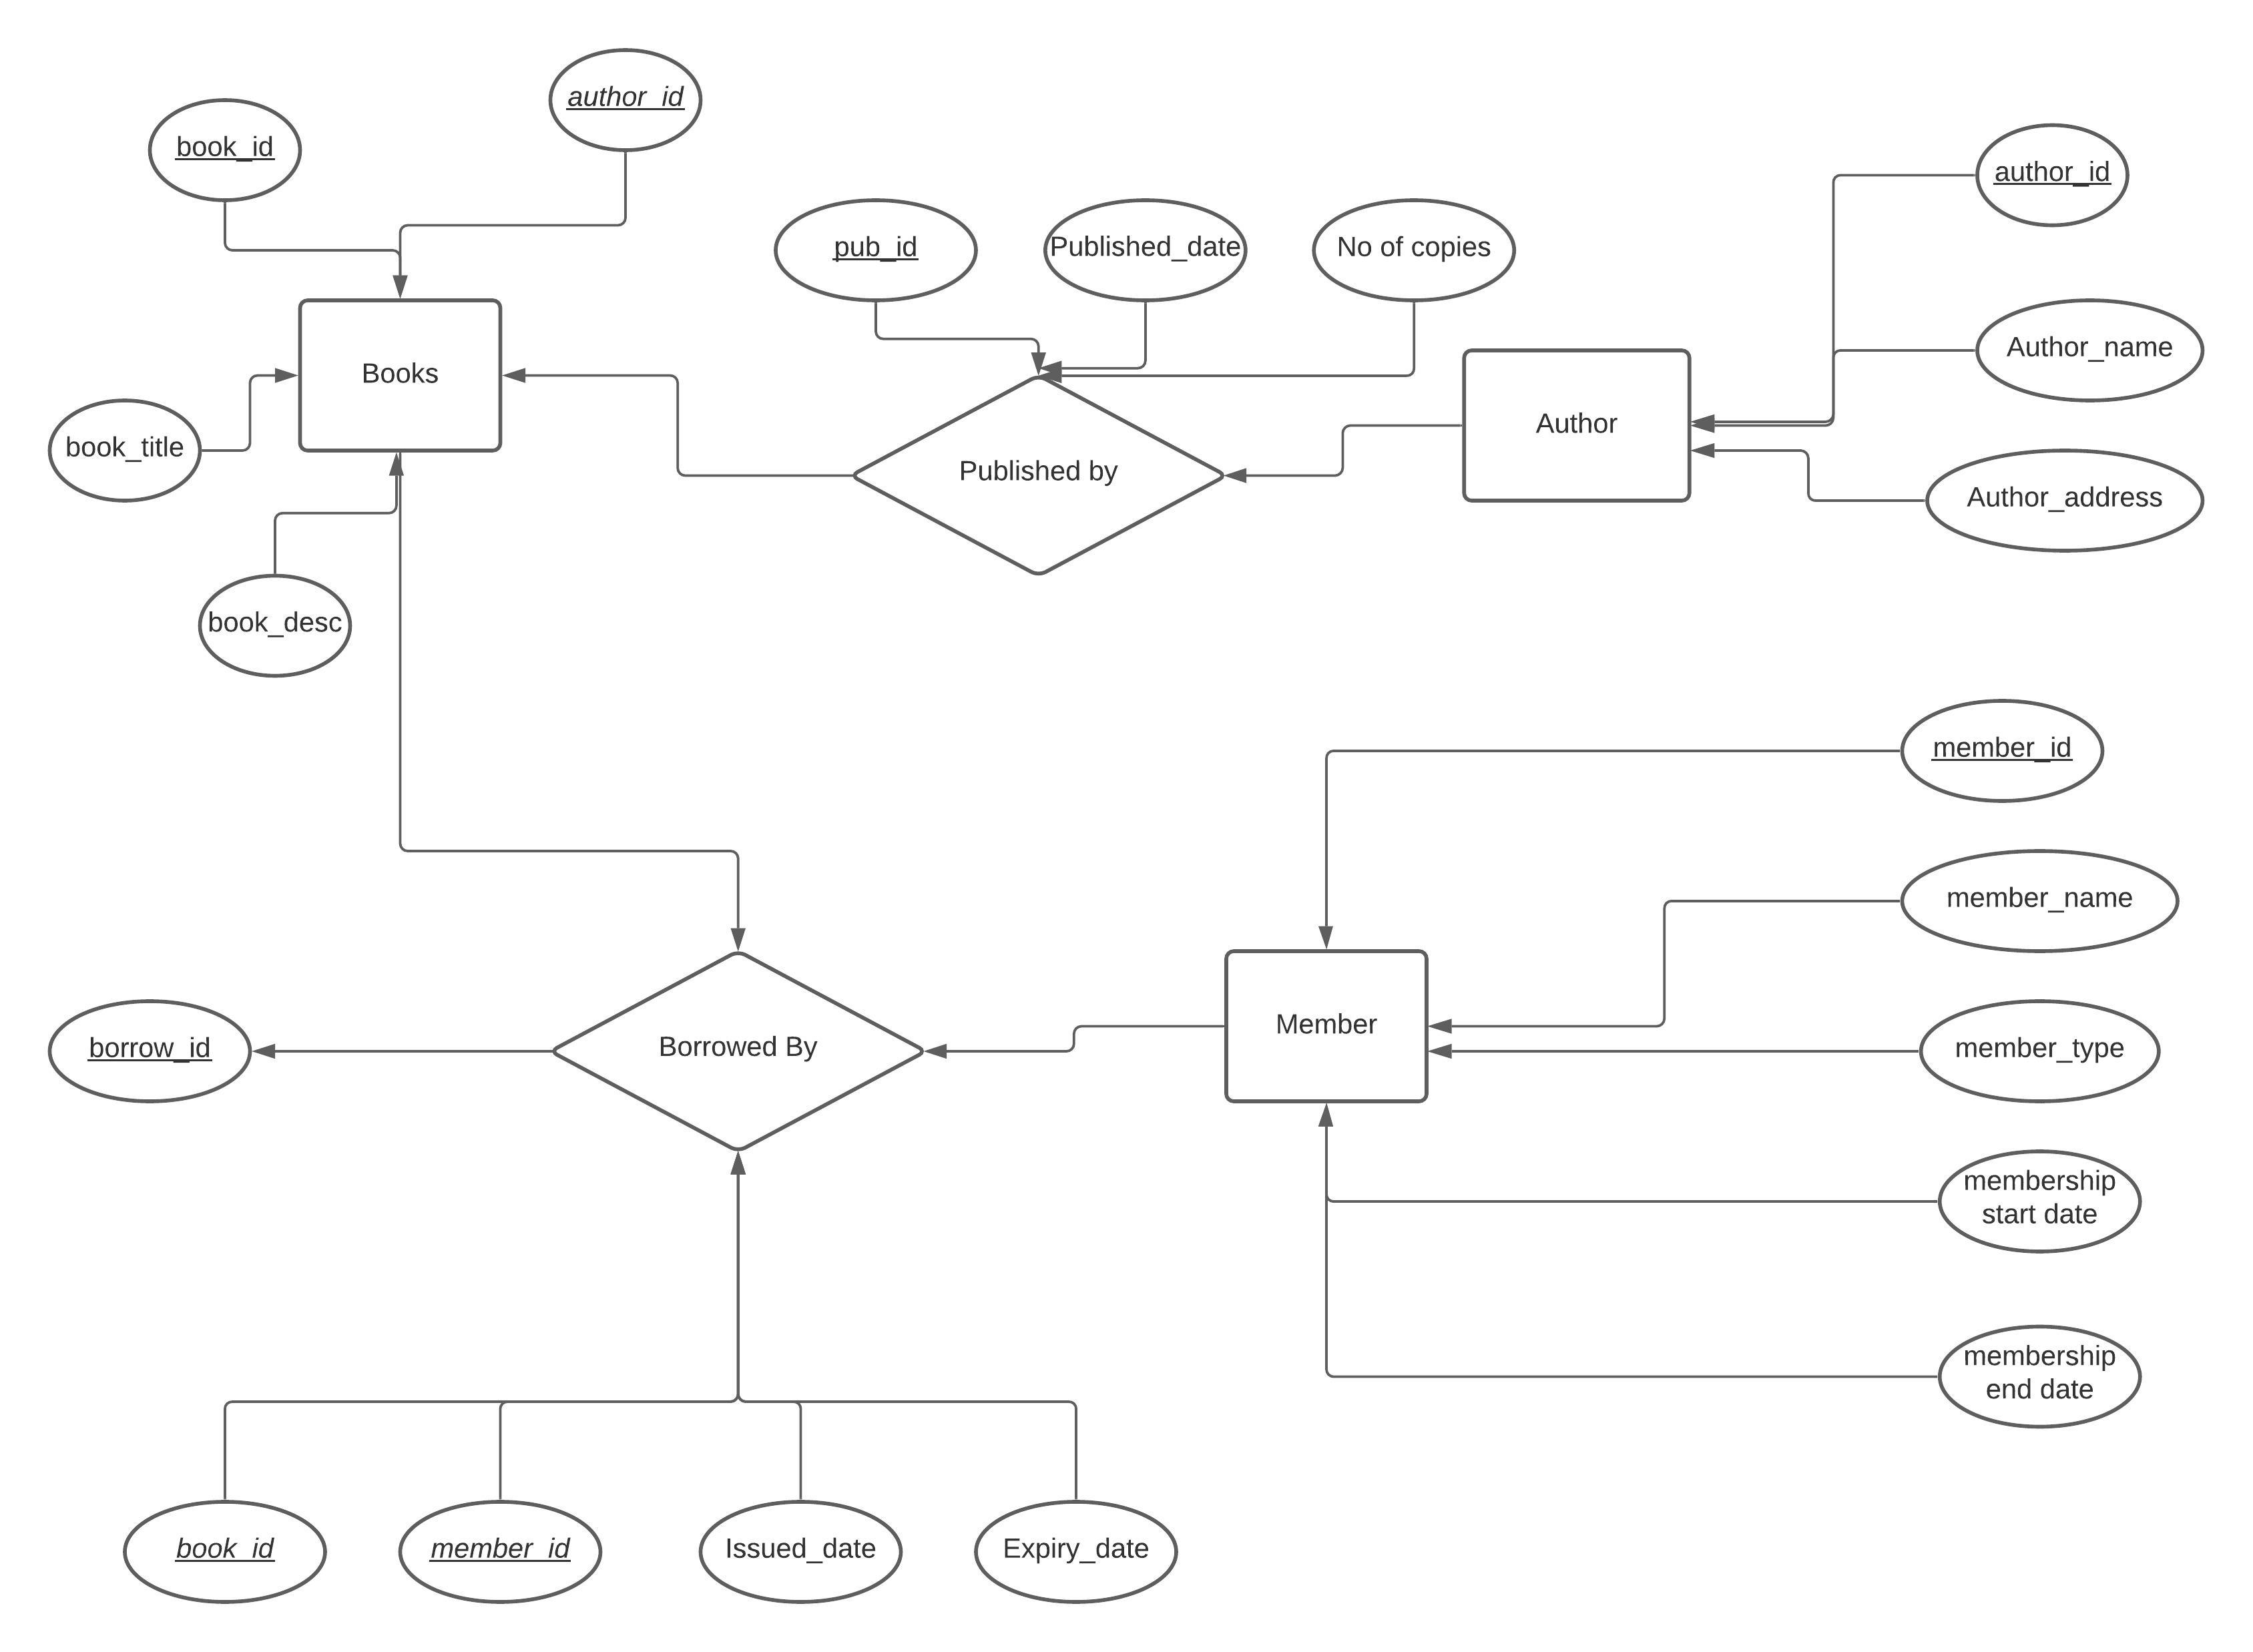 author_id
book_id
author_id
pub_id
Published_date
No of copies
Author_name
Books
Author
book_title
Published by
Author_address
book_desc
member_id
member_name
Member
borrow_id
Borrowed By
member_type
membership
start date
membership
end date
book_id
member_id
Issued_date
Expiry_date